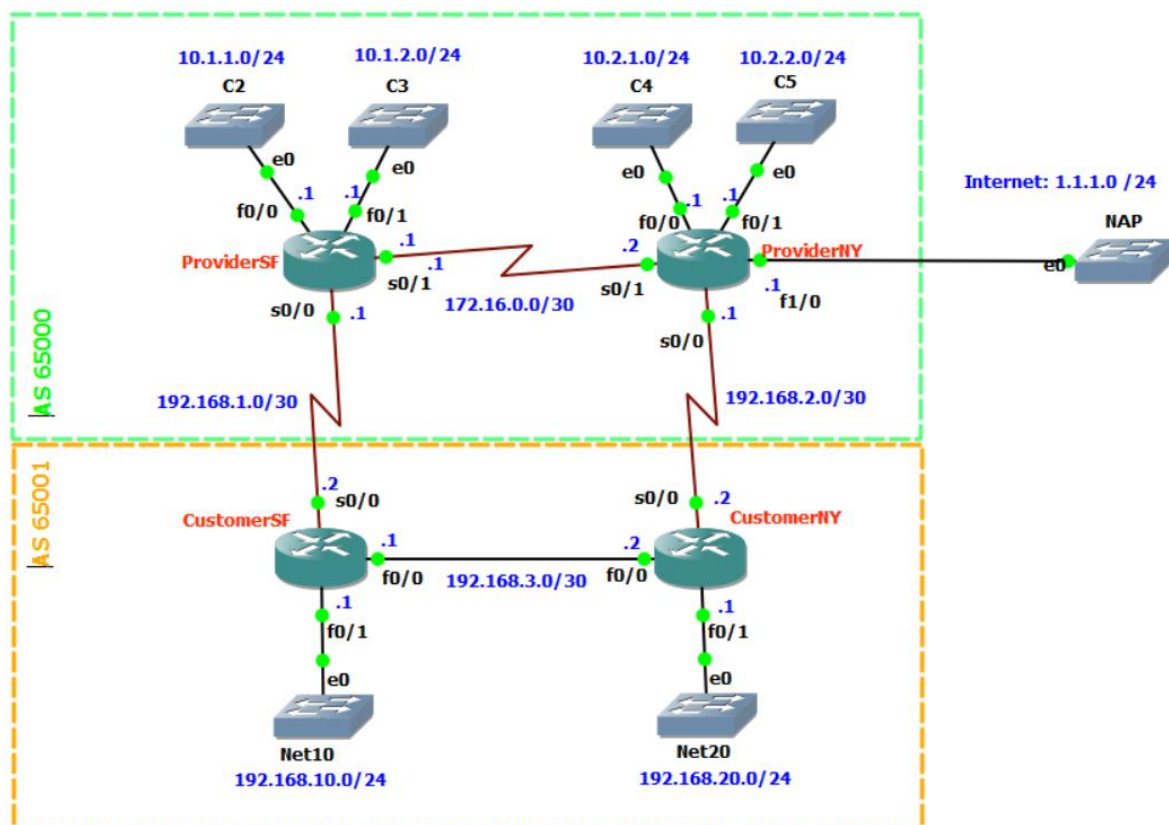 10.1.1.0/24
10.1.2.0/24
10.2.1.0/24
10.2.2.0/24
C2
C3
C4
C5
e0
e0
e0
e0
Internet: 1.1.1.0 /24
NAP
.1
.1
.1
.1
f0/0
f0/1
f0/0
f0/1
ProviderSF
.1
.1
s0/1
.2
s0/1
ProviderNY
e0
.1
f1/0
172.16.0.0/30
s0/0
.1
s0/0
.1
AS 65000
192.168.1.0/30
192.168.2.0/30
AS 65001
.2
s0/0
s0/0
.2
CustomerSF
CustomerNY
.1
f0/0
192.168.3.0/30
.2
f0/0
.1
f0/1
.1
f0/1
e0
e0
Net10
Net20
192.168.10.0/24
192.168.20.0/24